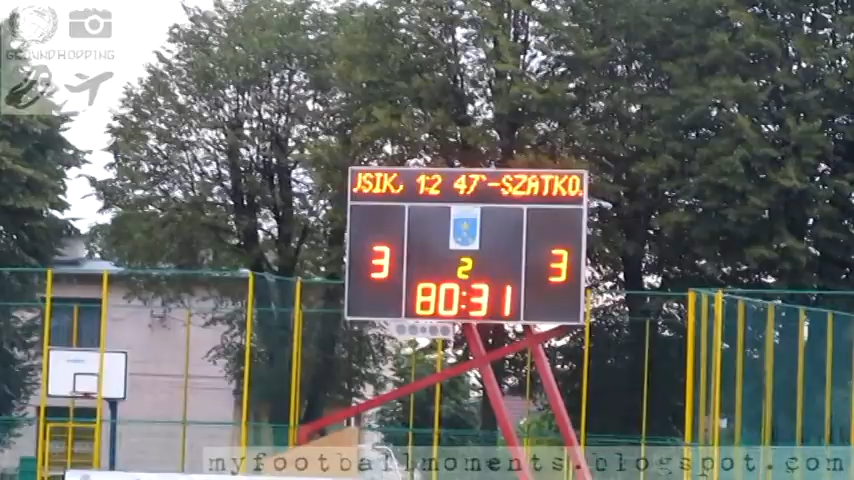 GROUNDHOPPING
JSIK, 1:2 47'-SZATKO,
3
3
2
80:31
myfootballmoments.blogspot.com